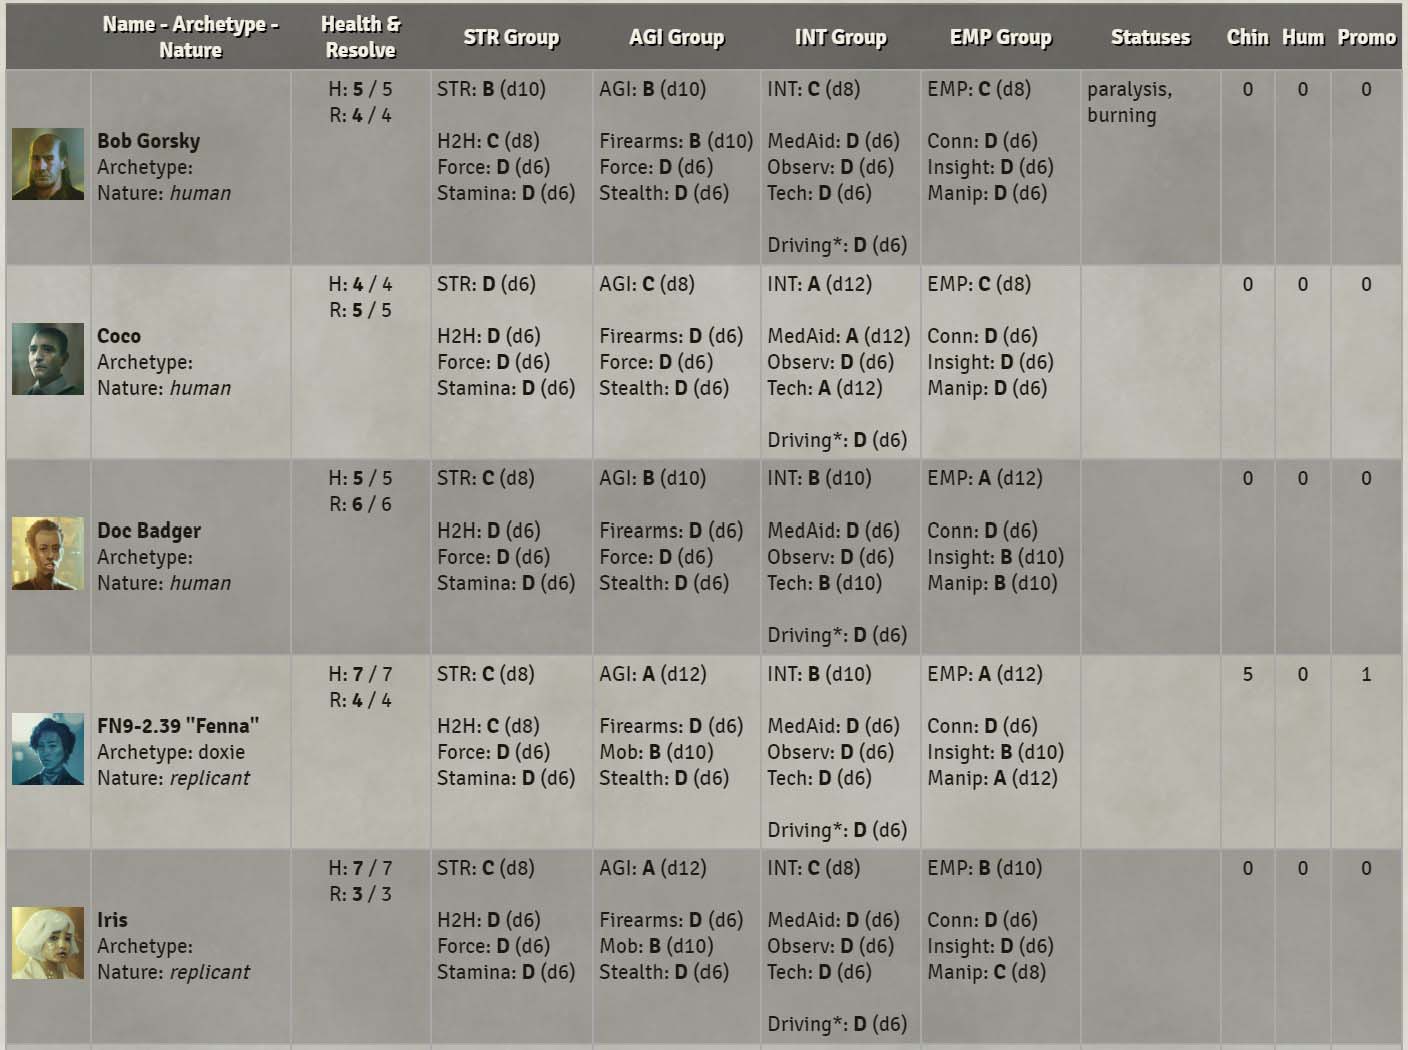 Name - Archetype - Nature
Health & Resolve
STR Group
AGI Group
INT Group
EMP Group
Statuses
Chin
Hum
Promo
Bob Gorsky
Archetype:
Nature: human
H: 5 / 5
R: 4 / 4
STR: B (d10)
H2H: C (d8)
Force: D (d6)
Stamina: D (d6)
AGI: B (d10)
Firearms: B (d10)
Force: D (d6)
Stealth: D (d6)
INT: C (d8)
MedAid: D (d6)
Observ: D (d6)
Tech: D (d6)
Driving*: D (d6)
EMP: C (d8)
Conn: D (d6)
Insight: D (d6)
Manip: D (d6)
paralysis,
burning
0
0
0
Coco
Archetype:
Nature: human
H: 4 / 4
R: 5 / 5
STR: D (d6)
H2H: D (d6)
Force: D (d6)
Stamina: D (d6)
AGI: C (d8)
Firearms: D (d6)
Force: D (d6)
Stealth: D (d6)
INT: A (d12)
MedAid: A (d12)
Observ: D (d6)
Tech: A (d12)
Driving*: D (d6)
EMP: C (d8)
Conn: D (d6)
Insight: D (d6)
Manip: D (d6)
0
0
0
Doc Badger
Archetype:
Nature: human
H: 5 / 5
R: 6 / 6
STR: C (d8)
H2H: D (d6)
Force: D (d6)
Stamina: D (d6)
AGI: B (d10)
Firearms: D (d6)
Force: D (d6)
Stealth: D (d6)
INT: B (d10)
MedAid: D (d6)
Observ: D (d6)
Tech: B (d10)
Driving*: D (d6)
EMP: A (d12)
Conn: D (d6)
Insight: B (d10)
Manip: B (d10)
0
0
0
FN9-2.39 "Fenna"
Archetype: doxie
Nature: replicant
H: 7 / 7
R: 4 / 4
STR: C (d8)
H2H: C (d8)
Force: D (d6)
Stamina: D (d6)
AGI: A (d12)
Firearms: D (d6)
Mob: B (d10)
Stealth: D (d6)
INT: B (d10)
MedAid: D (d6)
Observ: D (d6)
Tech: D (d6)
Driving*: D (d6)
EMP: A (d12)
Conn: D (d6)
Insight: B (d10)
Manip: A (d12)
5
0
1
Iris
Archetype:
Nature: replicant
H: 7 / 7
R: 3 / 3
STR: C (d8)
H2H: D (d6)
Force: D (d6)
Stamina: D (d6)
AGI: A (d12)
Firearms: D (d6)
Mob: B (d10)
Stealth: D (d6)
INT: C (d8)
MedAid: D (d6)
Observ: D (d6)
Tech: D (d6)
Driving*: D (d6)
EMP: B (d10)
Conn: D (d6)
Insight: D (d6)
Manip: C (d8)
0
0
0